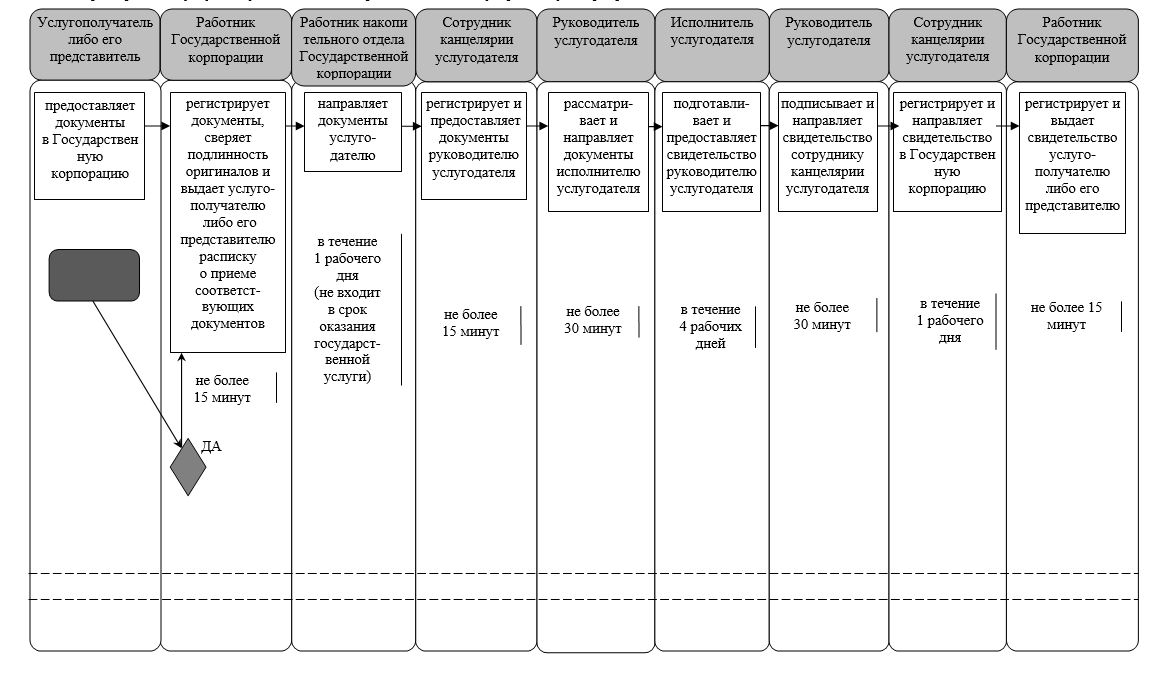 Услугополучатель
либо его
представитель
Работник
Государственной
корпорации
Работник накопи
тельного отдела
Государственной
корпорации
Сотрудник
канцелярии
услугодателя
Руководитель
услугодателя
Исполнитель
услугодателя
Руководитель
услугодателя
Сотрудник
канцелярии
услугодателя
Работник
Государственной
корпорации
предоставляет
документы
в Государствен
ную
корпорацию
регистрирует
документы,
сверяет
подлинность
оригиналов и
выдает услуго-
получателю
либо его
представителю
расписку
о приеме
соответст-
вующих
документов
направляет
документы
услуго-
дателю
регистрирует и
предоставляет
документы
руководителю
услугодателя
рассматри-
вает и
направляет
документы
исполнителю
услугодателя
подготавли-
вает и
предоставляет
свидетельство
руководителю
услугодателя
подписывает и
направляет
свидетельство
сотруднику
канцелярии
услугодателя
регистрирует и
направляет
свидетельство
в Государствен
ную
корпорацию
регистрирует и
выдает
свидетельство
услуго-
получателю
либо его
представителю
не более
15 минут
в течение
1 рабочего
дня
(не входит
в срок
оказания
государст-
венной
услуги)
не более
15 минут
не более
30 минут
в течение
4 рабочих
дней
не более
30 минут
в течение
1 рабочего
дня
не более 15
минут
ДА